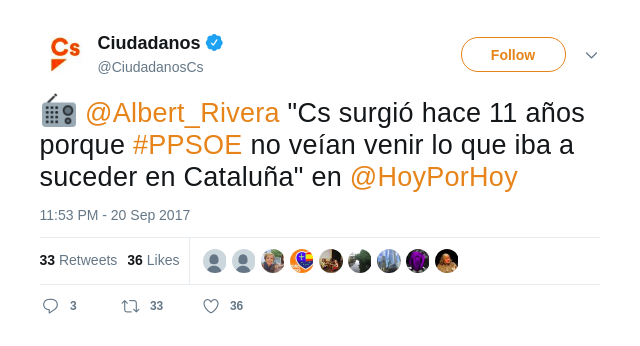 Cs
Ciudadanos
@CiudadanosCs
Follow
@Albert_Rivera "Cs surgió hace 11 años
porque #PPSOE no veían venir lo que iba a
suceder en Cataluña" en @HoyPorHoy
11:53 PM - 20 Sep 2017
33 Retweets 36 Likes
3 33 36